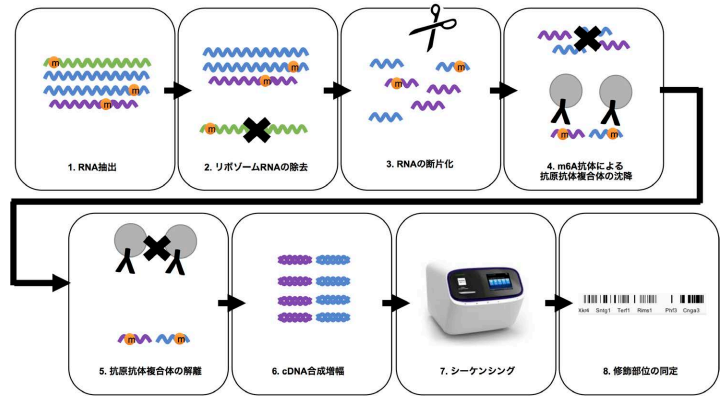 m
m
m
1. RNA抽出
m
m
m
2. リボゾームRNAの除去
m
m
3. RNAの断片化
m
m
4. m6A抗体による
抗原抗体複合体の沈降
m
m
5. 抗原抗体複合体の解離
6. cDNA合成増幅
7. シーケンシング
Xkr4 Sntg1 Terf1 Rims1 Phf3 Cnga3
8. 修飾部位の同定